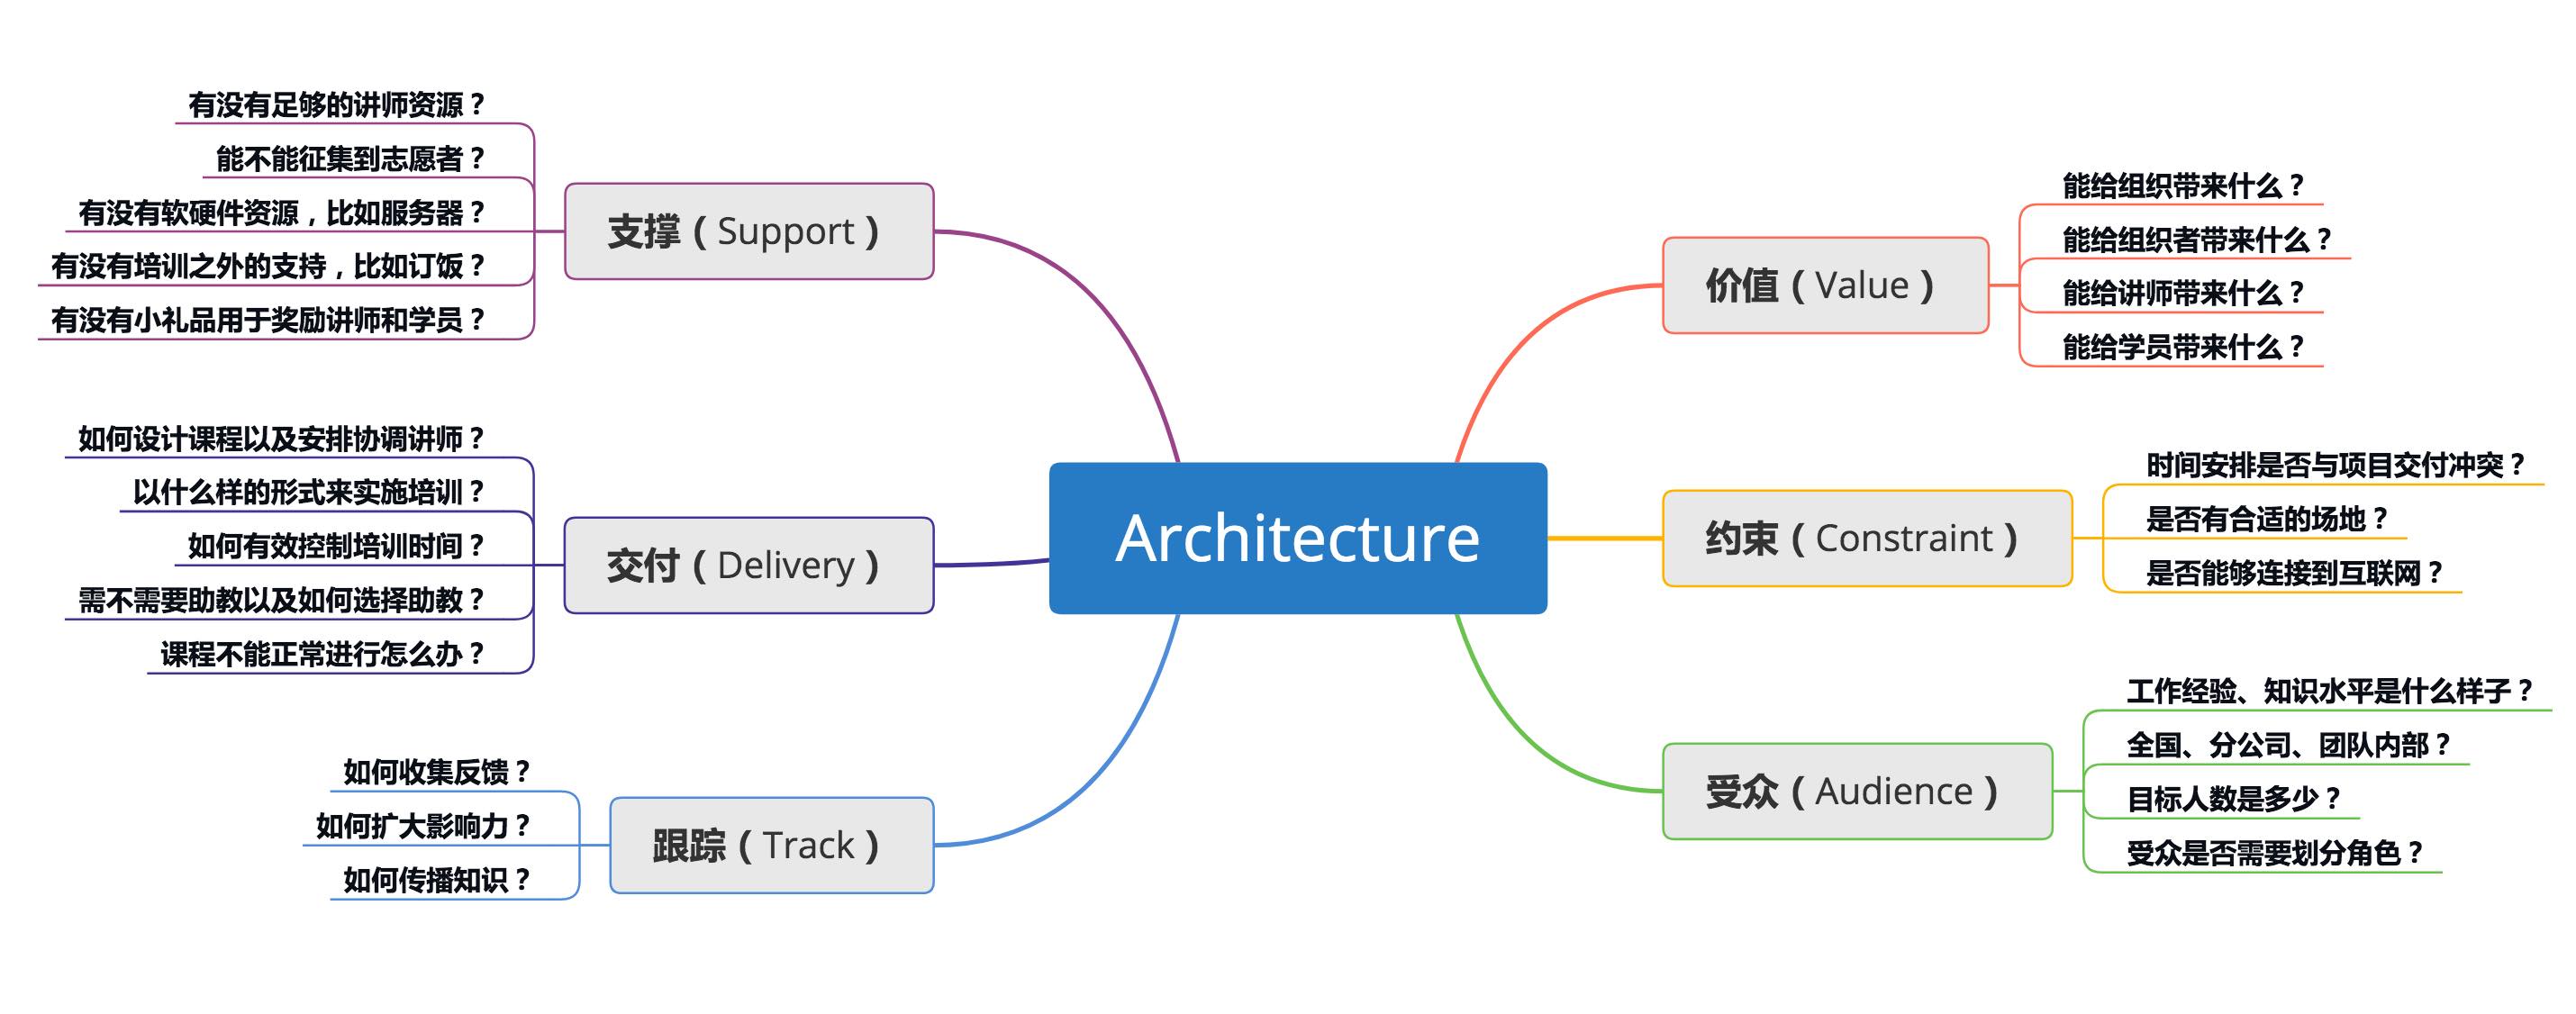 Architecture
价值（Value）
能给组织带来什么？
能给组织者带来什么？
能给讲师带来什么？
能给学员带来什么？
约束（Constraint）
时间安排是否与项目交付冲突？
是否有合适的场地？
是否能够连接到互联网？
受众（Audience）
工作经验、知识水平是什么样子？
全国、分公司、团队内部？
目标人数是多少？
受众是否需要划分角色？
支撑（Support）
有没有足够的讲师资源？
能不能征集到志愿者？
有没有软硬件资源，比如服务器？
有没有培训之外的支持，比如订饭？
有没有小礼品用于奖励讲师和学员？
交付（Delivery）
如何设计课程以及安排协调讲师？
以什么样的形式来实施培训？
如何有效控制培训时间？
需不需要助教以及如何选择助教？
课程不能正常进行怎么办？
跟踪（Track）
如何收集反馈？
如何扩大影响力？
如何传播知识？